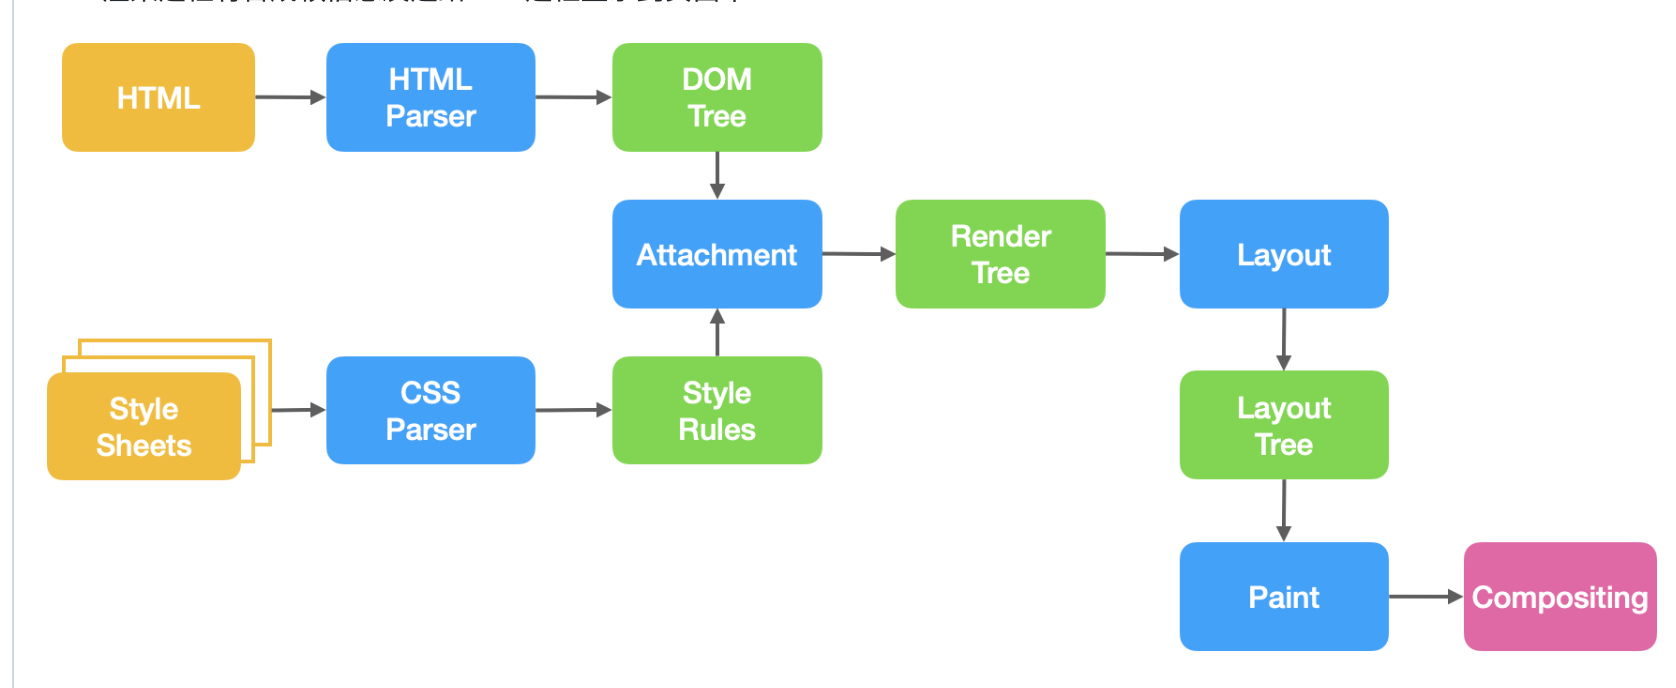 HTML
HTML
Parser
DOM
Tree
Attachment
Render
Tree
Layout
Style
Sheets
CSS
Parser
Style
Rules
Layout
Tree
Paint
Compositing